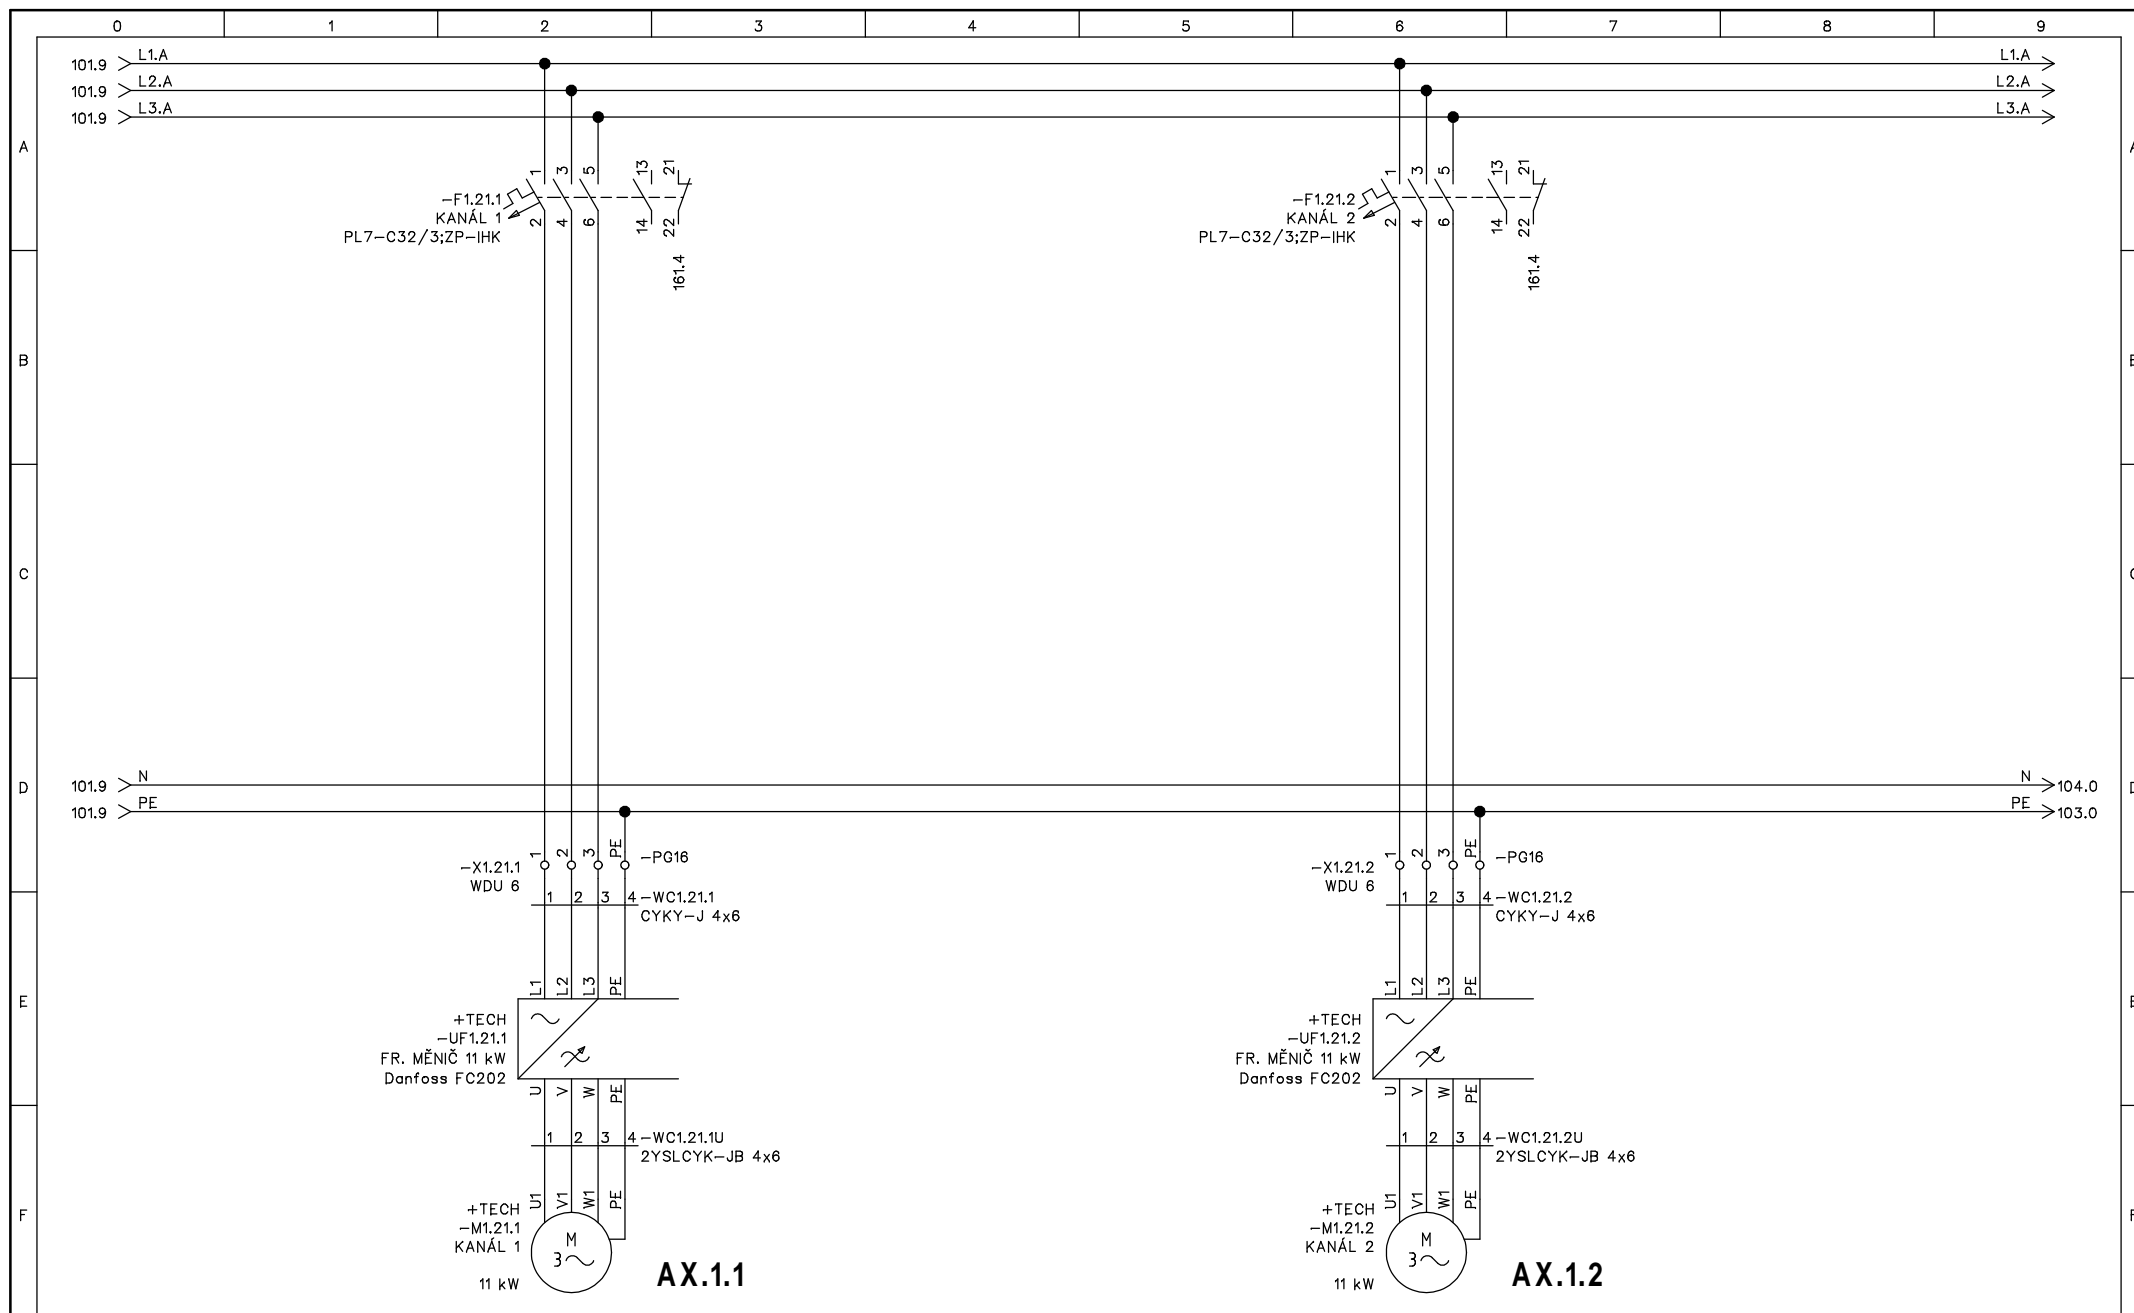 0 1 2 3 4 5 6 7 8 9
101.9 L1.A L1.A
101.9 L2.A L2.A
101.9 L3.A L3.A
A
1 3 5 13 21
-F1.21.1
KANÁL 1
PL7-C32/3;ZP-IHK
2 4 6 14 22
161.4
1 3 5 13 21
-F1.21.2
KANÁL 2
PL7-C32/3;ZP-IHK
2 4 6 14 22
161.4
B
C
D
101.9 N N 104.0
101.9 PE PE 103.0
1 2 3 PE -PG16
-X1.21.1
WDU 6
1 2 3 4 -WC1.21.1
CYKY-J 4x6
1 2 3 PE -PG16
-X1.21.2
WDU 6
1 2 3 4 -WC1.21.2
CYKY-J 4x6
E
L1 L2 L3 PE
+TECH
-UF1.21.1
FR. MĚNIČ 11 kW
Danfoss FC202
U V W PE
L1 L2 L3 PE
+TECH
-UF1.21.2
FR. MĚNIČ 11 kW
Danfoss FC202
U V W PE
1 2 3 4 -WC1.21.1U
2YSLCYK-JB 4x6
1 2 3 4 -WC1.21.2U
2YSLCYK-JB 4x6
F
U1 V1 W1 PE
+TECH
-M1.21.1
KANÁL 1
11 kW
M
3
AX.1.1
U1 V1 W1 PE
+TECH
-M1.21.2
KANÁL 2
11 kW
M
3
AX.1.2